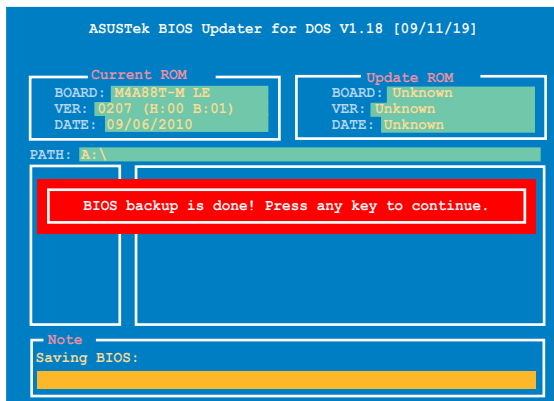 ASUSTek BIOS Updater for DOS V1.18 [09/11/19]
Current ROM
BOARD: M4A88T-M LE
VER: 0207 (H:00 B:01)
DATE: 09/06/2010
Update ROM
BOARD: Unknown
VER: Unknown
DATE: Unknown
PATH: A:\
BIOS backup is done! Press any key to continue.
Note
Saving BIOS: